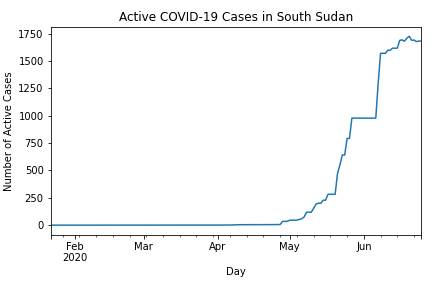 Active COVID-19 Cases in South Sudan
Number of Active Cases
1750
1500
1250
1000
750
500
250
0
Feb
2020
Mar
Apr
May
Jun
Day